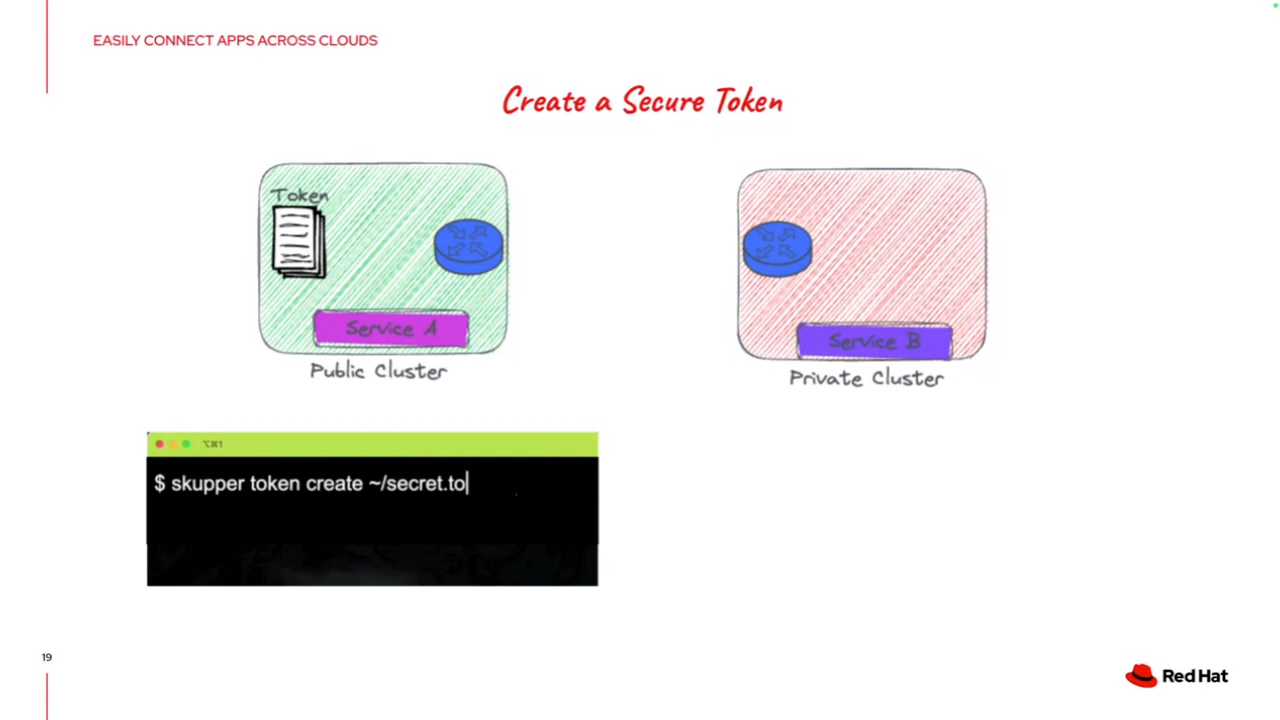 EASILY CONNECT APPS ACROSS CLOUDS
Create a Secure Token
Token
Service A
Public Cluster
Service B
Private Cluster
⌥⌘1
$ skupper token create ~/secret.to
19
Red Hat